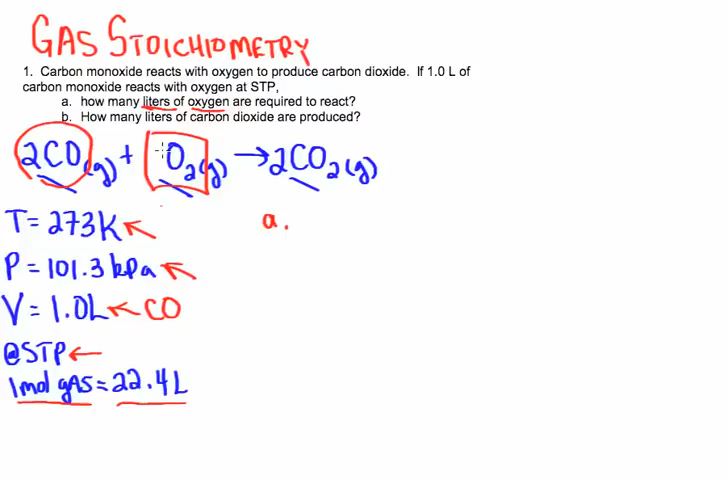 GAS STOICHIOMETRY
1. Carbon monoxide reacts with oxygen to produce carbon dioxide. If 1.0 L of
carbon monoxide reacts with oxygen at STP,
a. how many liters of oxygen are required to react?
b. How many liters of carbon dioxide are produced?
2CO(g) + O₂(g) → 2CO₂(g)
T = 273K ← a.
P = 101.3 kPa ←
V = 1.0L ← CO
@STP ←
1mol gAS = 22.4L